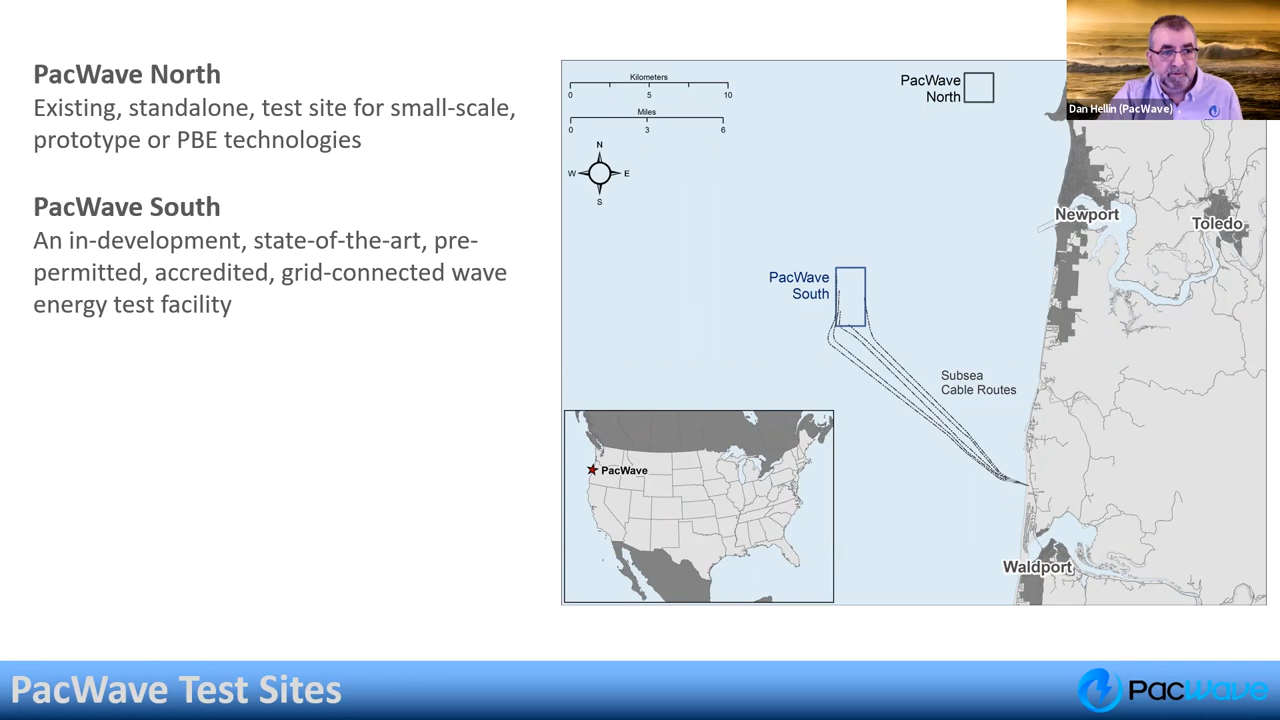 PacWave North
Existing, standalone, test site for small-scale,
prototype or PBE technologies
PacWave South
An in-development, state-of-the-art, pre-
permitted, accredited, grid-connected wave
energy test facility
Kilometers
0 5 10
Miles
0 3 6
N
W E
S
PacWave
North
Dan Hellin (PacWave)
Newport
Toledo
PacWave
South
Subsea
Cable Routes
PacWave
Waldport
PacWave Test Sites
PacWave